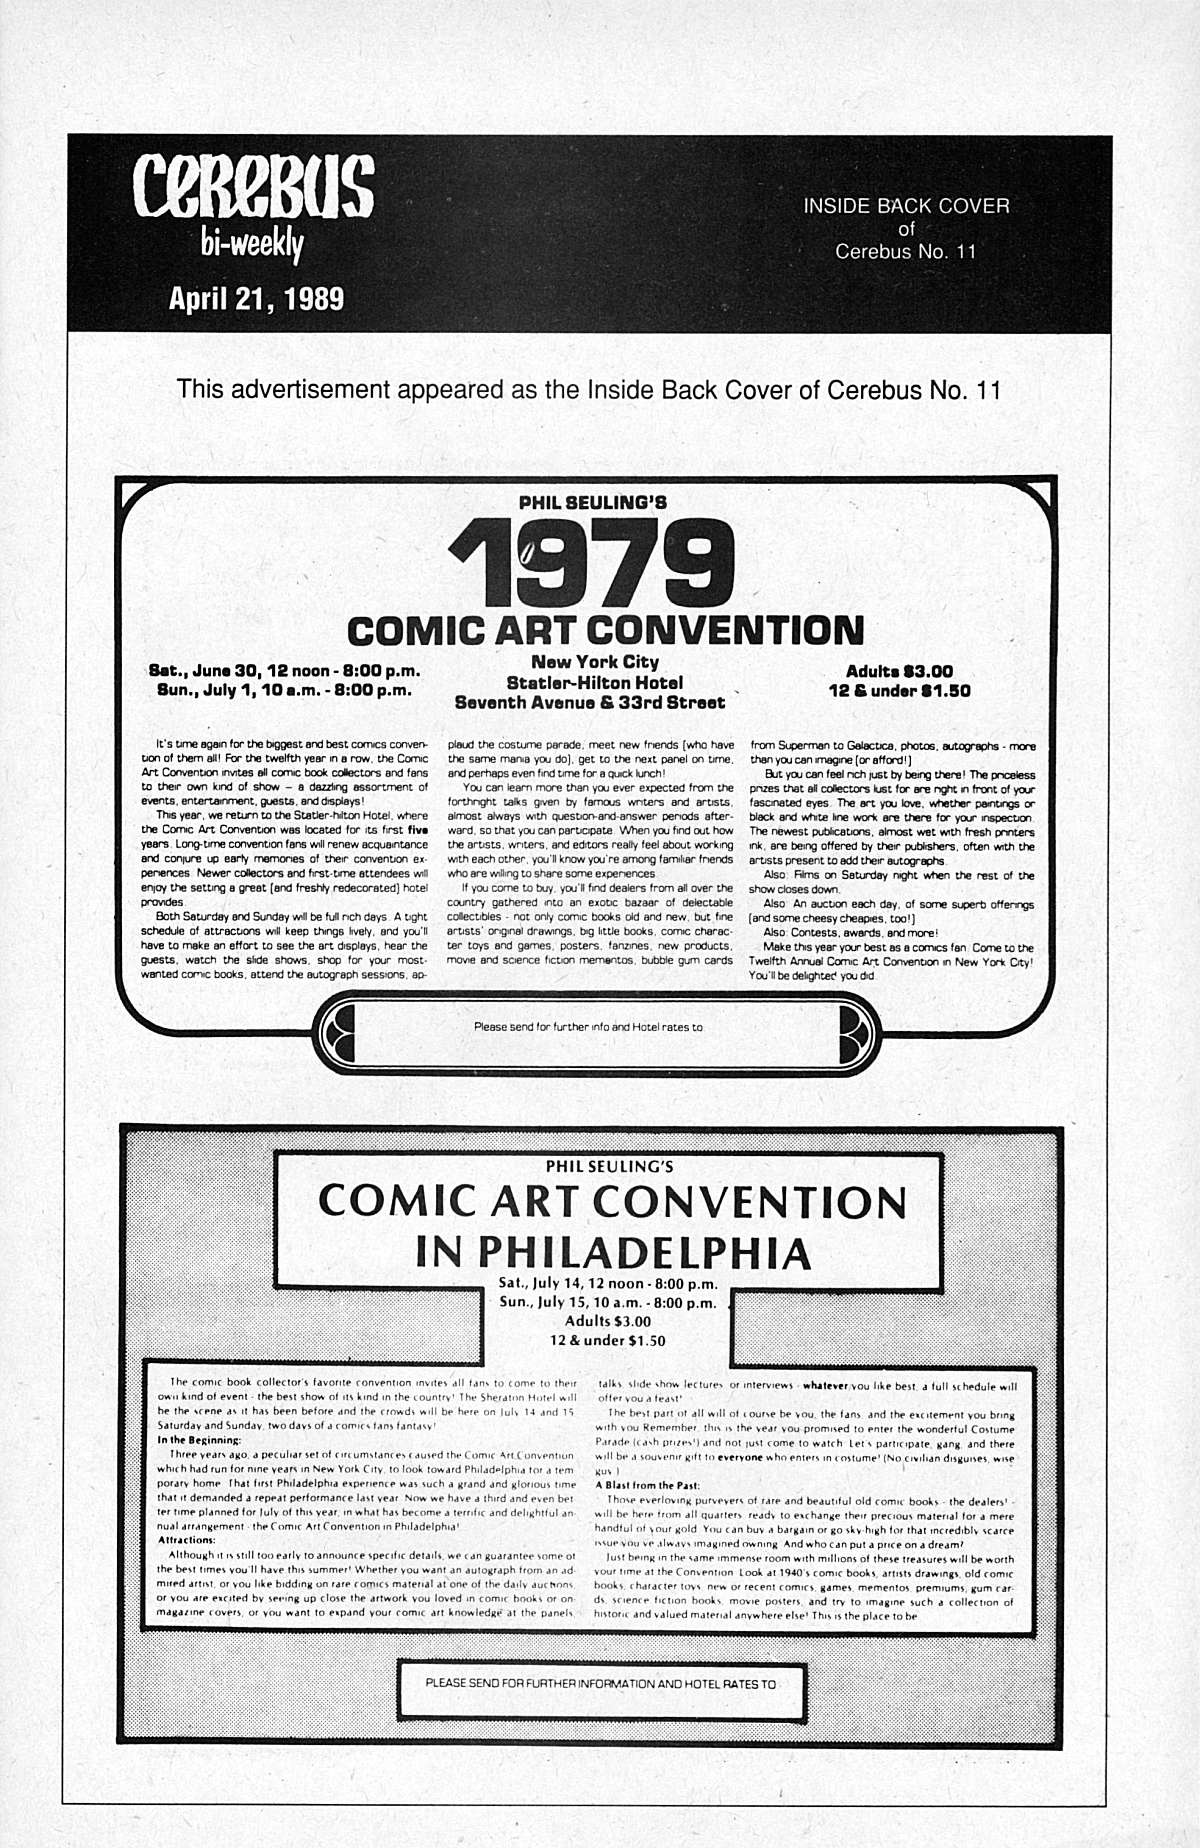 CEREBUS
bi-weekly
April 21, 1989
INSIDE BACK COVER
of
Cerebus No. 11
This advertisement appeared as the Inside Back Cover of Cerebus No. 11
PHIL SEULING'S
1979
COMIC ART CONVENTION
Sat., June 30, 12 noon - 8:00 p.m.
Sun., July 1, 10 a.m. - 8:00 p.m.
New York City
Statler-Hilton Hotel
Seventh Avenue & 33rd Street
Adults $3.00
12 & under $1.50
It's time again for the biggest and best comics conven-
tion of them all! For the twelfth year in a row, the Comic
Art Convention invites all comic book collectors and fans
to their own kind of show – a dazzling assortment of
events, entertainment, guests, and displays!
This year, we return to the Statler-hilton Hotel, where
the Comic Art Convention was located for its first five
years. Long-time convention fans will renew acquaintance
and conjure up early memories of their convention ex-
periences. Newer collectors and first-time attendees will
enjoy the setting a great [and freshly redecorated] hotel
provides.
Both Saturday and Sunday will be full rich days. A tight
schedule of attractions will keep things lively, and you'll
have to make an effort to see the art displays, hear the
guests, watch the slide shows, shop for your most-
wanted comic books, attend the autograph sessions, ap-
plaud the costume parade, meet new friends [who have
the same mania you do], get to the next panel on time,
and perhaps even find time for a quick lunch!
You can learn more than you ever expected from the
forthright talks given by famous writers and artists,
almost always with question-and-answer periods after-
ward, so that you can participate. When you find out how
the artists, writers, and editors really feel about working
with each other, you'll know you're among familiar friends
who are willing to share some experiences.
If you come to buy, you'll find dealers from all over the
country gathered into an exotic bazaar of delectable
collectibles - not only comic books old and new, but fine
artists' original drawings, big little books, comic charac-
ter toys and games, posters, fanzines, new products,
movie and science fiction mementos, bubble gum cards
from Superman to Galactica, photos, autographs - more
than you can imagine [or afford!]
But you can feel rich just by being there! The priceless
prizes that all collectors lust for are right in front of your
fascinated eyes. The art you love, whether paintings or
black and white line work are there for your inspection.
The newest publications, almost wet with fresh printers
ink, are being offered by their publishers, often with the
artists present to add their autographs.
Also: Films on Saturday night when the rest of the
show closes down.
Also: An auction each day, of some superb offerings
[and some cheesy cheapies, too!]
Also: Contests, awards, and more!
Make this year your best as a comics fan. Come to the
Twelfth Annual Comic Art Convention in New York City!
You'll be delighted you did.
Please send for further info and Hotel rates to
PHIL SEULING'S
COMIC ART CONVENTION
IN PHILADELPHIA
Sat., July 14, 12 noon - 8:00 p.m.
Sun., July 15, 10 a.m. - 8:00 p.m.
Adults $3.00
12 & under $1.50
The comic book collector's favorite convention invites all fans to come to their
own kind of event - the best show of its kind in the country! The Sheraton Hotel will
be the scene as it has been before and the crowds will be here on July 14 and 15
Saturday and Sunday, two days of a comics fans fantasy!
In the Beginning:
Three years ago, a peculiar set of circumstances caused the Comic Art Convention
which had run for nine years in New York City, to look toward Philadelphia for a tem
porary home. That first Philadelphia experience was such a grand and glorious time
that it demanded a repeat performance last year. Now we have a third and even bet
ter time planned for July of this year, in what has become a terrific and delightful an-
nual arrangement - the Comic Art Convention in Philadelphia!
Attractions:
Although it is still too early to announce specific details, we can guarantee some of
the best times you'll have this summer! Whether you want an autograph from an ad-
mired artist, or you like bidding on rare comics material at one of the daily auctions,
or you are excited by seeing up close the artwork you loved in comic books or on
magazine covers, or you want to expand your comic art knowledge at the panels,
talks, slide show lectures, or interviews - whatever you like best, a full schedule will
offer you a feast!
The best part of all will of course be you, the fans, and the excitement you bring
with you. Remember, this is the year you promised to enter the wonderful Costume
Parade (cash prizes!) and not just come to watch. Let's participate, gang, and there
will be a souvenir gift to everyone who enters in costume! (No civilian disguises, wise
gus.)
A Blast from the Past:
Those everloving purveyers of rare and beautiful old comic books - the dealers! -
will be here from all quarters, ready to exchange their precious material for a mere
handful of your gold. You can buy a bargain or go sky-high for that incredibly scarce
issue you've always imagined owning. And who can put a price on a dream?
Just being in the same immense room with millions of these treasures will be worth
your time at the Convention. Look at 1940's comic books, artists drawings, old comic
books, character toys, new or recent comics, games, mementos, premiums, gum car-
ds, science fiction books, movie posters, and try to imagine such a collection of
historic and valued material anywhere else! This is the place to be.
PLEASE SEND FOR FURTHER INFORMATION AND HOTEL RATES TO